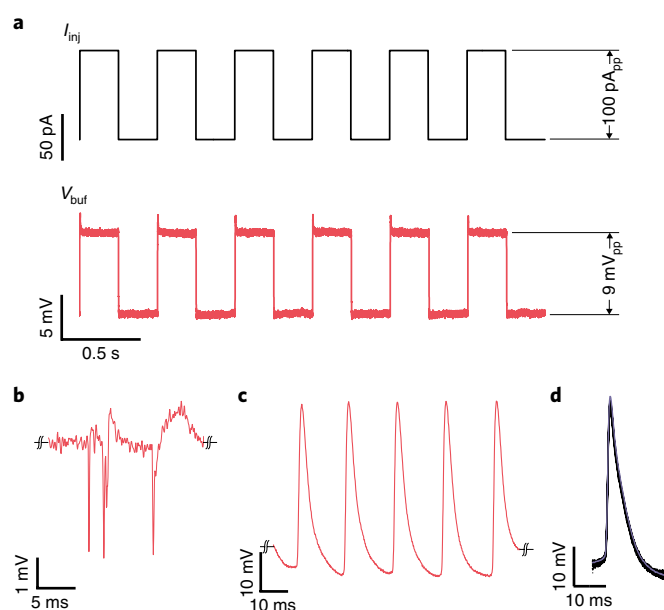 a
I_inj
50 pA
100 pA_pp
V_buf
5 mV
0.5 s
9 mV_pp
b
1 mV
5 ms
c
10 mV
10 ms
d
10 mV
10 ms